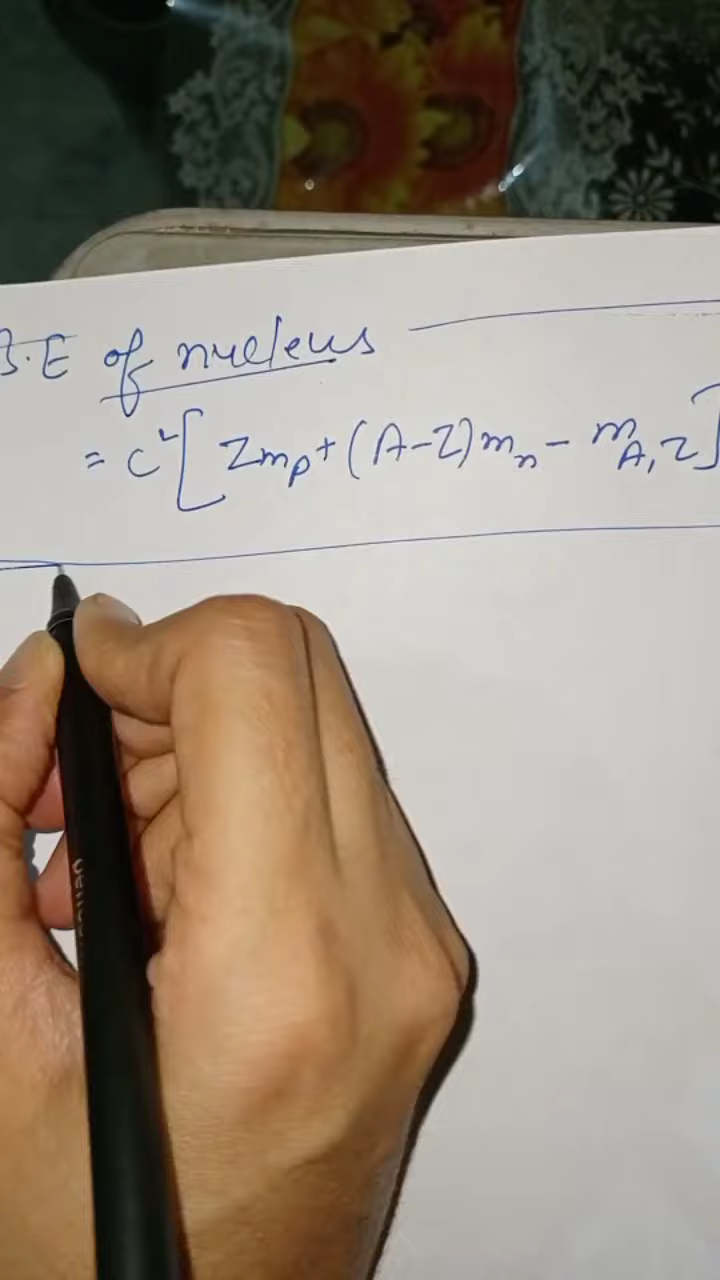 B.E of nucleus
= c²[Zmp+(A-Z)mn- mA,Z]